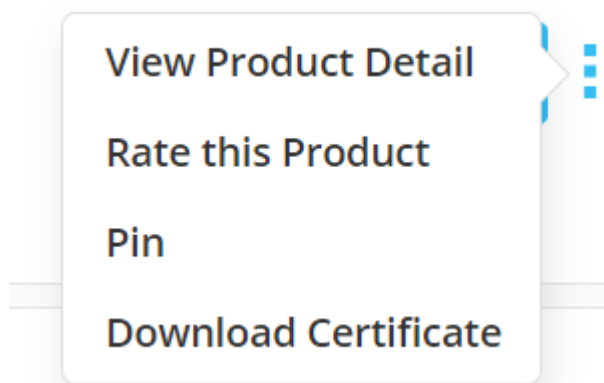 View Product Detail
Rate this Product
Pin
Download Certificate